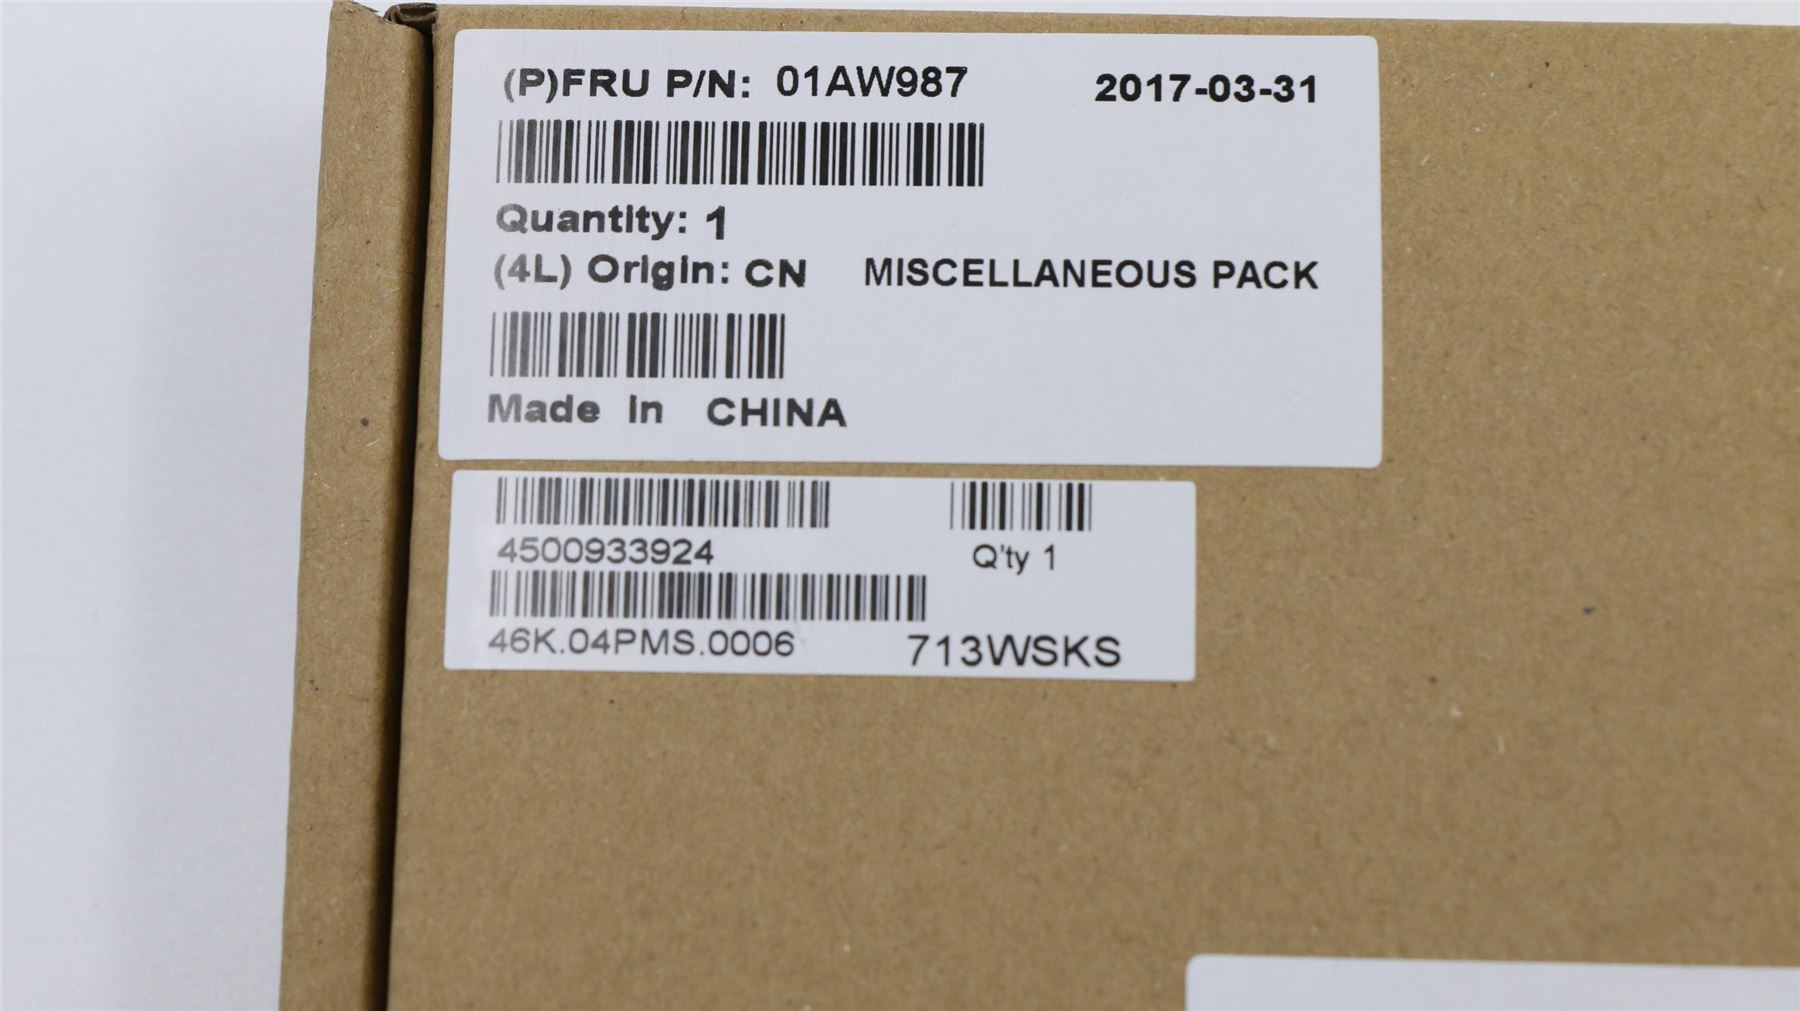 (P)FRU P/N: 01AW987 2017-03-31
Quantity: 1
(4L) Origin: CN MISCELLANEOUS PACK
Made in CHINA
4500933924 Q'ty 1
46K.04PMS.0006 713WSKS